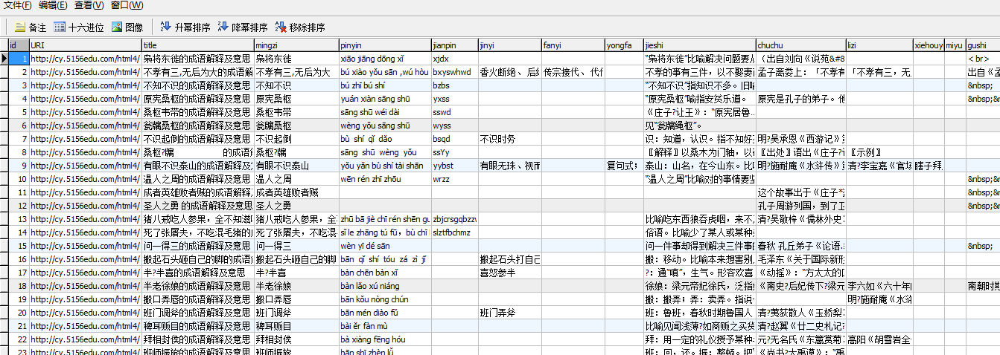 文件(F) 编辑(E) 查看(V) 窗口(W)
备注 十六进位 图像 升幂排序 降幂排序 移除排序
id URI title mingzi pinyin jianpin jinyi fanyi yongfa jieshi chuchu lizi xiehouy miyu gushi
1 http://cy.5156edu.com/html4/ 枭将东徙的成语解释及意思 枭将东徙 xiāo jiāng dōng xǐ xjdx “枭将东徙”比喻解决问题要从 （出自刘向《说苑&#8 <br>
2 http://cy.5156edu.com/html4/ 不孝有三,无后为大的成语解 不孝有三,无后为大 bú xiào yǒu sān ,wú hòu bxyswhwd 香火断绝、后继 传宗接代、代代 不孝的事有三件，以不娶妻 孟子离娄上：「不孝有 「不孝有三，无 出自《孟
3 http://cy.5156edu.com/html4/ 不知不识的成语解释及意思 不知不识 bú zhī bú shí bzbs “不知不识”指知识不多。旧 &nbsp;
4 http://cy.5156edu.com/html4/ 原宪桑枢的成语解释及意思 原宪桑枢 yuán xiàn sāng shū yxss “原宪桑枢”喻指安贫乐道。 原宪是孔子的弟子。他 &nbsp;&n
5 http://cy.5156edu.com/html4/ 桑枢韦带的成语解释及意思 桑枢韦带 sāng shū wéi dài sswd 《庄子?让王》：“原宪居鲁...
6 http://cy.5156edu.com/html4/ 瓮牖桑枢的成语解释及意思 瓮牖桑枢 wèng yǒu sāng shū wyss 见“瓮牖绳枢”。
7 http://cy.5156edu.com/html4/ 不识起倒的成语解释及意思 不识起倒 bù shí qǐ dǎo bsqd 不识时务 识：知道，认识。指不知好 明?吴承恩《西游记》
8 http://cy.5156edu.com/html4/ 桑枢?牖 的成语 桑枢?牖 sāng shū wèng yǒu ssYy 〖解释〗以桑木为门轴，以 〖出处〗语出《庄子?让 〖示例〗
9 http://cy.5156edu.com/html4/ 有眼不识泰山的成语解释及 有眼不识泰山 yǒu yǎn bù shí tài shān yybst 有眼无珠、视而 复句式； 泰山：山名，在今山东。比 明?施耐庵《水浒传》 清?李宝嘉《官场 瞎子拜
10 http://cy.5156edu.com/html4/ 温人之周的成语解释及意思 温人之周 wēn rén zhī zhōu wrzz “温人之周”比喻对的事情要坚 &nbsp;&n
11 http://cy.5156edu.com/html4/ 成者英雄败者贼的成语解释 成者英雄败者贼 这个故事出于《庄子*盗 &nbsp;&n
12 http://cy.5156edu.com/html4/ 圣人之勇 的成语解释及意思 圣人之勇 孔子周游列国，到了匡 &nbsp;&n
13 http://cy.5156edu.com/html4/ 猪八戒吃人参果，全不知滋 猪八戒吃人参果，全 zhū bā jiè chī rén shēn gu zbjcrsgqbzzv 比喻吃东西狼吞虎咽，来不 清?吴敬梓《儒林外史
14 http://cy.5156edu.com/html4/ 死了张屠夫，不吃混毛猪的 死了张屠夫，不吃混 sǐ le zhāng tú fū，bù chī slztfbchmz 俗语。比喻少了某人或某种
15 http://cy.5156edu.com/html4/ 问一得三的成语解释及意思 问一得三 wèn yī dé sān 问一件事却得到解决三件事 春秋 孔丘弟子《论语. &nbsp;
16 http://cy.5156edu.com/html4/ 搬起石头砸自己的脚的成语 搬起石头砸自己的脚 bān qǐ shí tóu zá zì jǐ 搬起石头打自己 搬：移动。比喻本来想害别 毛泽东《关于国际新形
17 http://cy.5156edu.com/html4/ 半?半喜的成语解释及意思 半?半喜 bàn chēn bàn xǐ 喜怒参半 ?：通“嗔”，生气。形容欢喜 《动摇》：“方太太的
18 http://cy.5156edu.com/html4/ 半老徐娘的成语解释及意思 半老徐娘 bàn lǎo xú niáng 徐娘：梁元帝妃徐氏，泛指 《南史?后妃传下?梁元 李六如《六十年的 南朝时期
19 http://cy.5156edu.com/html4/ 搬口弄唇的成语解释及意思 搬口弄唇 bān kǒu nòng chún 搬：搬弄；弄：卖弄。指说 明?施耐庵《水浒
20 http://cy.5156edu.com/html4/ 班门调斧的成语解释及意思 班门调斧 bān mén diào fǔ 班门弄斧 班：鲁班，春秋时期鲁国人 清?黄荻散人《玉娇梨
21 http://cy.5156edu.com/html4/ 稗耳贩目的成语解释及意思 稗耳贩目 bài ěr fàn mù 比喻见闻浅薄?如商贩之买货 清?赵翼《廿二史札记?
22 http://cy.5156edu.com/html4/ 拜相封侯的成语解释及意思 拜相封侯 bà xiàng fēng hóu 拜：用一定的礼仪授予某种 元?无名氏《东篱赏菊 高阳《胡雪岩全
23 http://cy.5156edu.com/html4/ 班师振旅的成语解释及意思 班师振旅 bān shī zhèn lǚ 班：回，还。振：整顿。把 《尚书?大禹谟》：“禹